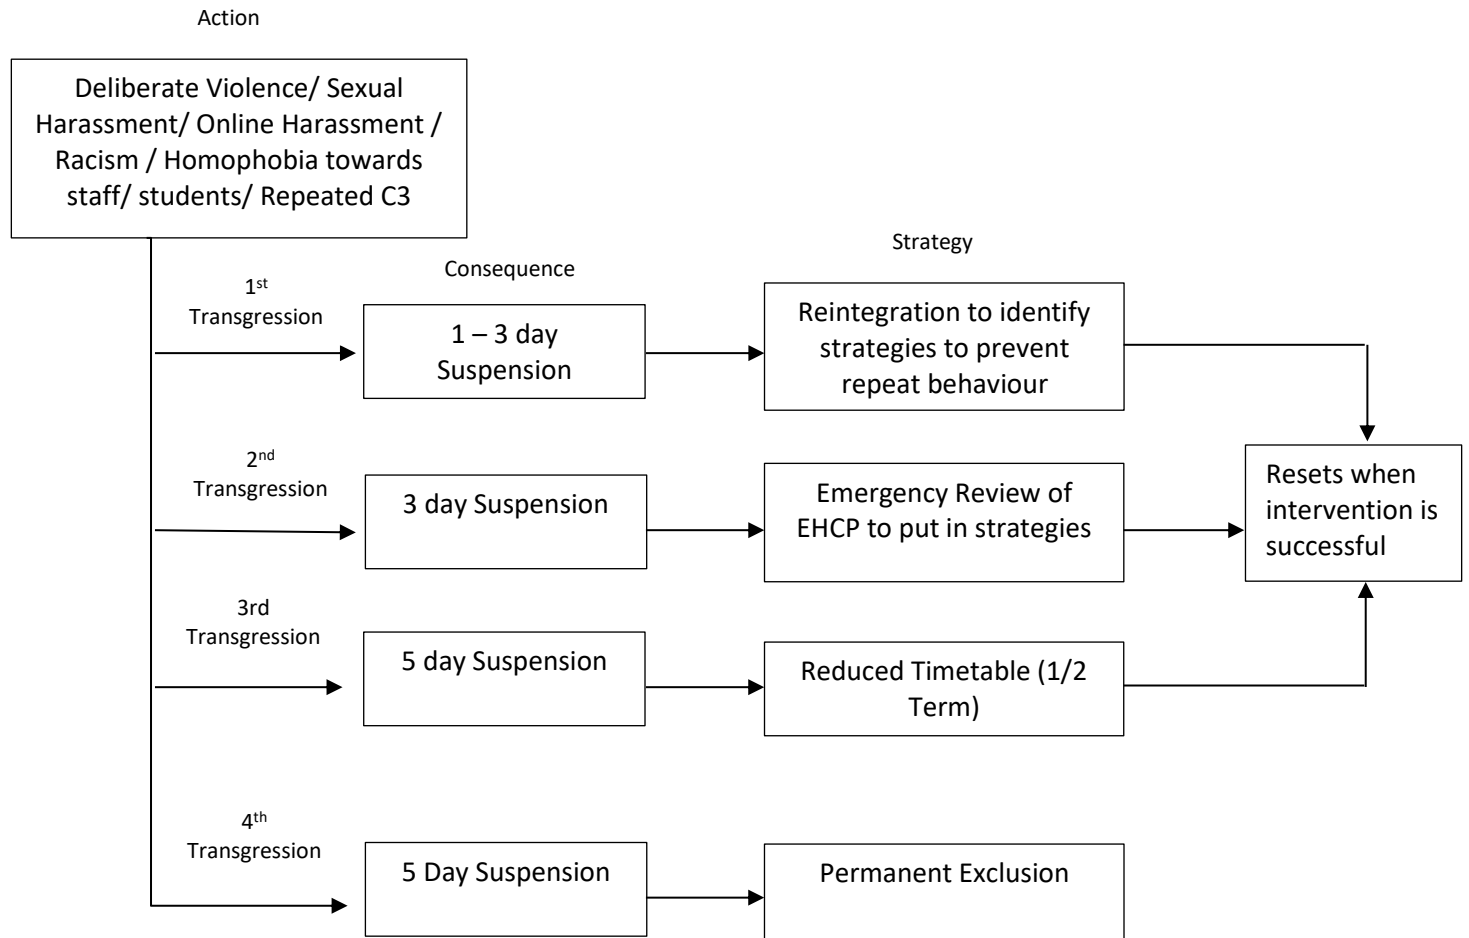 Action
Deliberate Violence/ Sexual
Harassment/ Online Harassment /
Racism / Homophobia towards
staff/ students/ Repeated C3
Strategy
Consequence
1st
Transgression
1 – 3 day
Suspension
Reintegration to identify
strategies to prevent
repeat behaviour
2nd
Transgression
3 day Suspension
Emergency Review of
EHCP to put in strategies
Resets when
intervention is
successful
3rd
Transgression
5 day Suspension
Reduced Timetable (1/2
Term)
4th
Transgression
5 Day Suspension
Permanent Exclusion